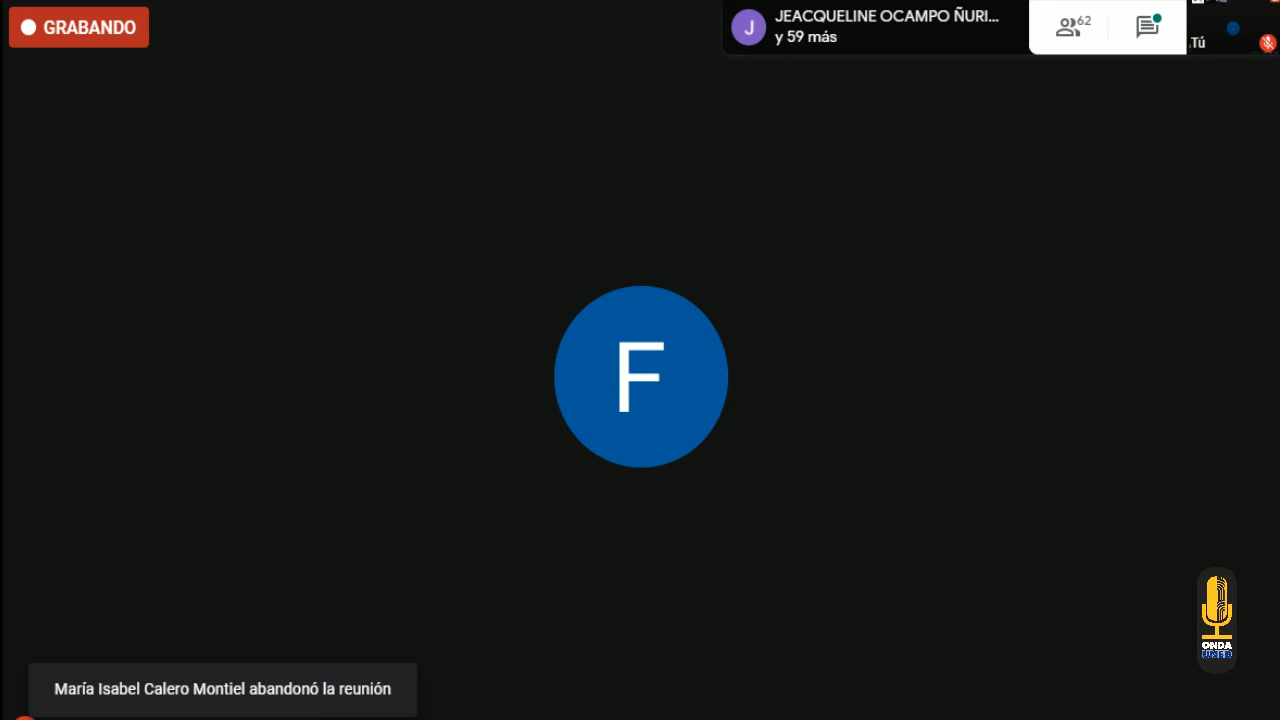 GRABANDO
J
JEACQUELINE OCAMPO ÑURI...
y 59 más
62
Tú
F
ONDA
María Isabel Calero Montiel abandonó la reunión